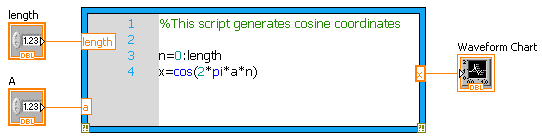 length
1.23
DBL
A
1.23
DBL
length
a
1 %This script generates cosine coordinates
2
3 n=0:length
4 x=cos(2*pi*a*n)
x
Waveform Chart
DBL